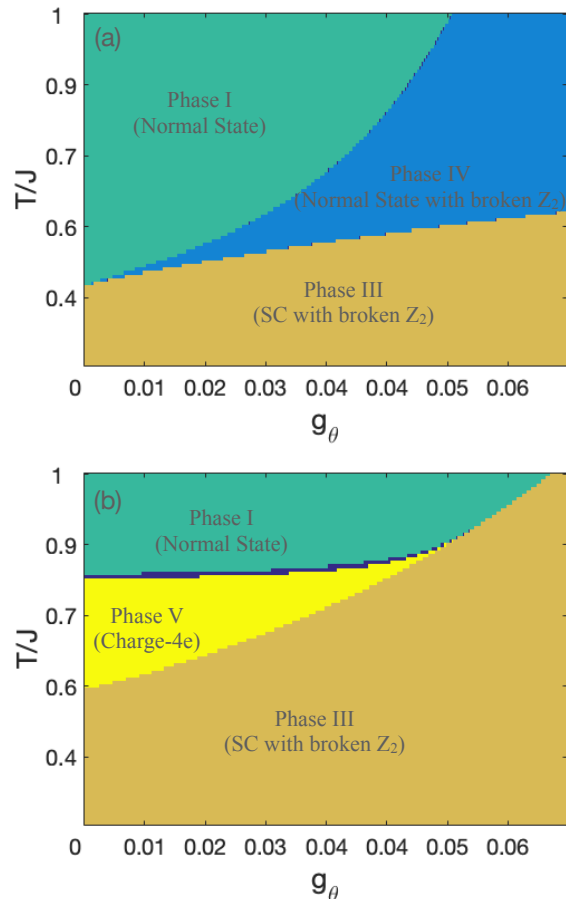 (a)
Phase I
(Normal State)
Phase IV
(Normal State with broken Z₂)
Phase III
(SC with broken Z₂)
T/J
1
0.9
0.7
0.6
0.4
0 0.01 0.02 0.03 0.04 0.04 0.05 0.06
gθ
(b)
Phase I
(Normal State)
Phase V
(Charge-4e)
Phase III
(SC with broken Z₂)
T/J
1
0.9
0.7
0.6
0.4
0.00 0.01 0.02 0.03 0.04 0.04 0.05 0.06
gθ